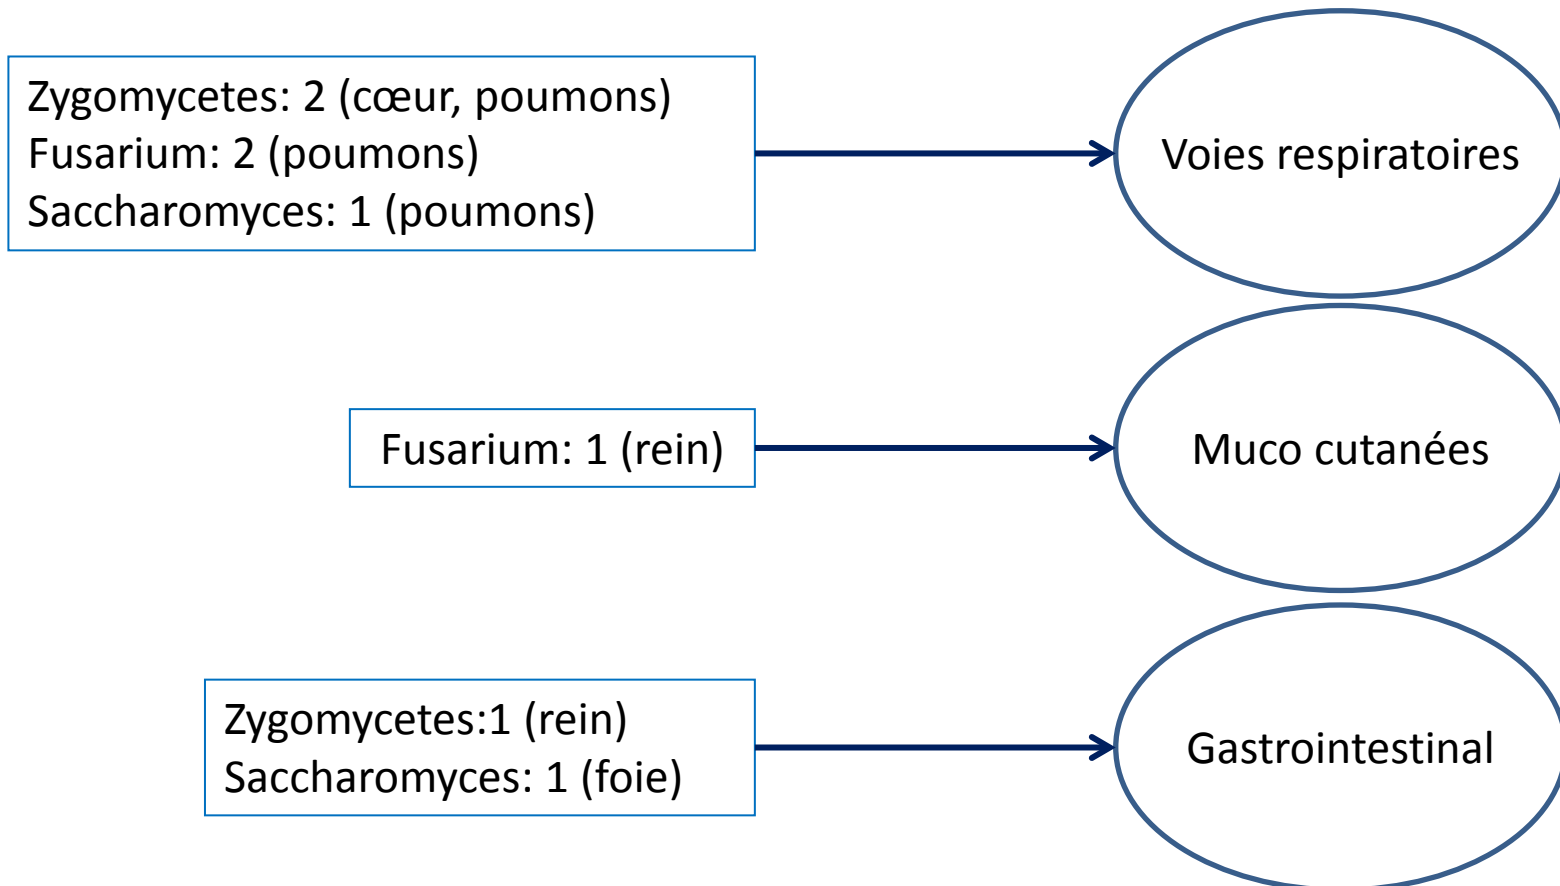 Zygomycetes: 2 (cœur, poumons)
Fusarium: 2 (poumons)
Saccharomyces: 1 (poumons)
Voies respiratoires
Fusarium: 1 (rein)
Muco cutanées
Zygomycetes:1 (rein)
Saccharomyces: 1 (foie)
Gastrointestinal